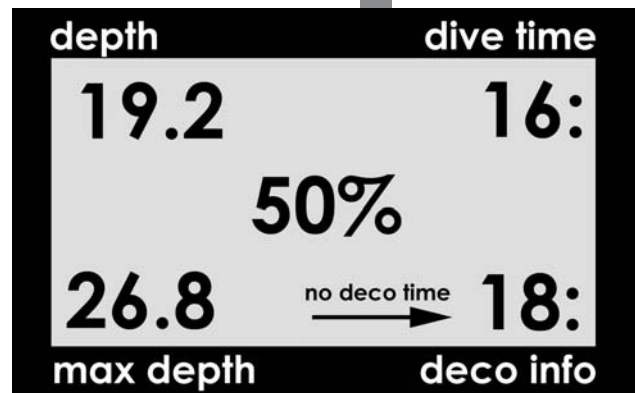 depth dive time
19.2 16:
50%
26.8 no deco time 18:
max depth deco info